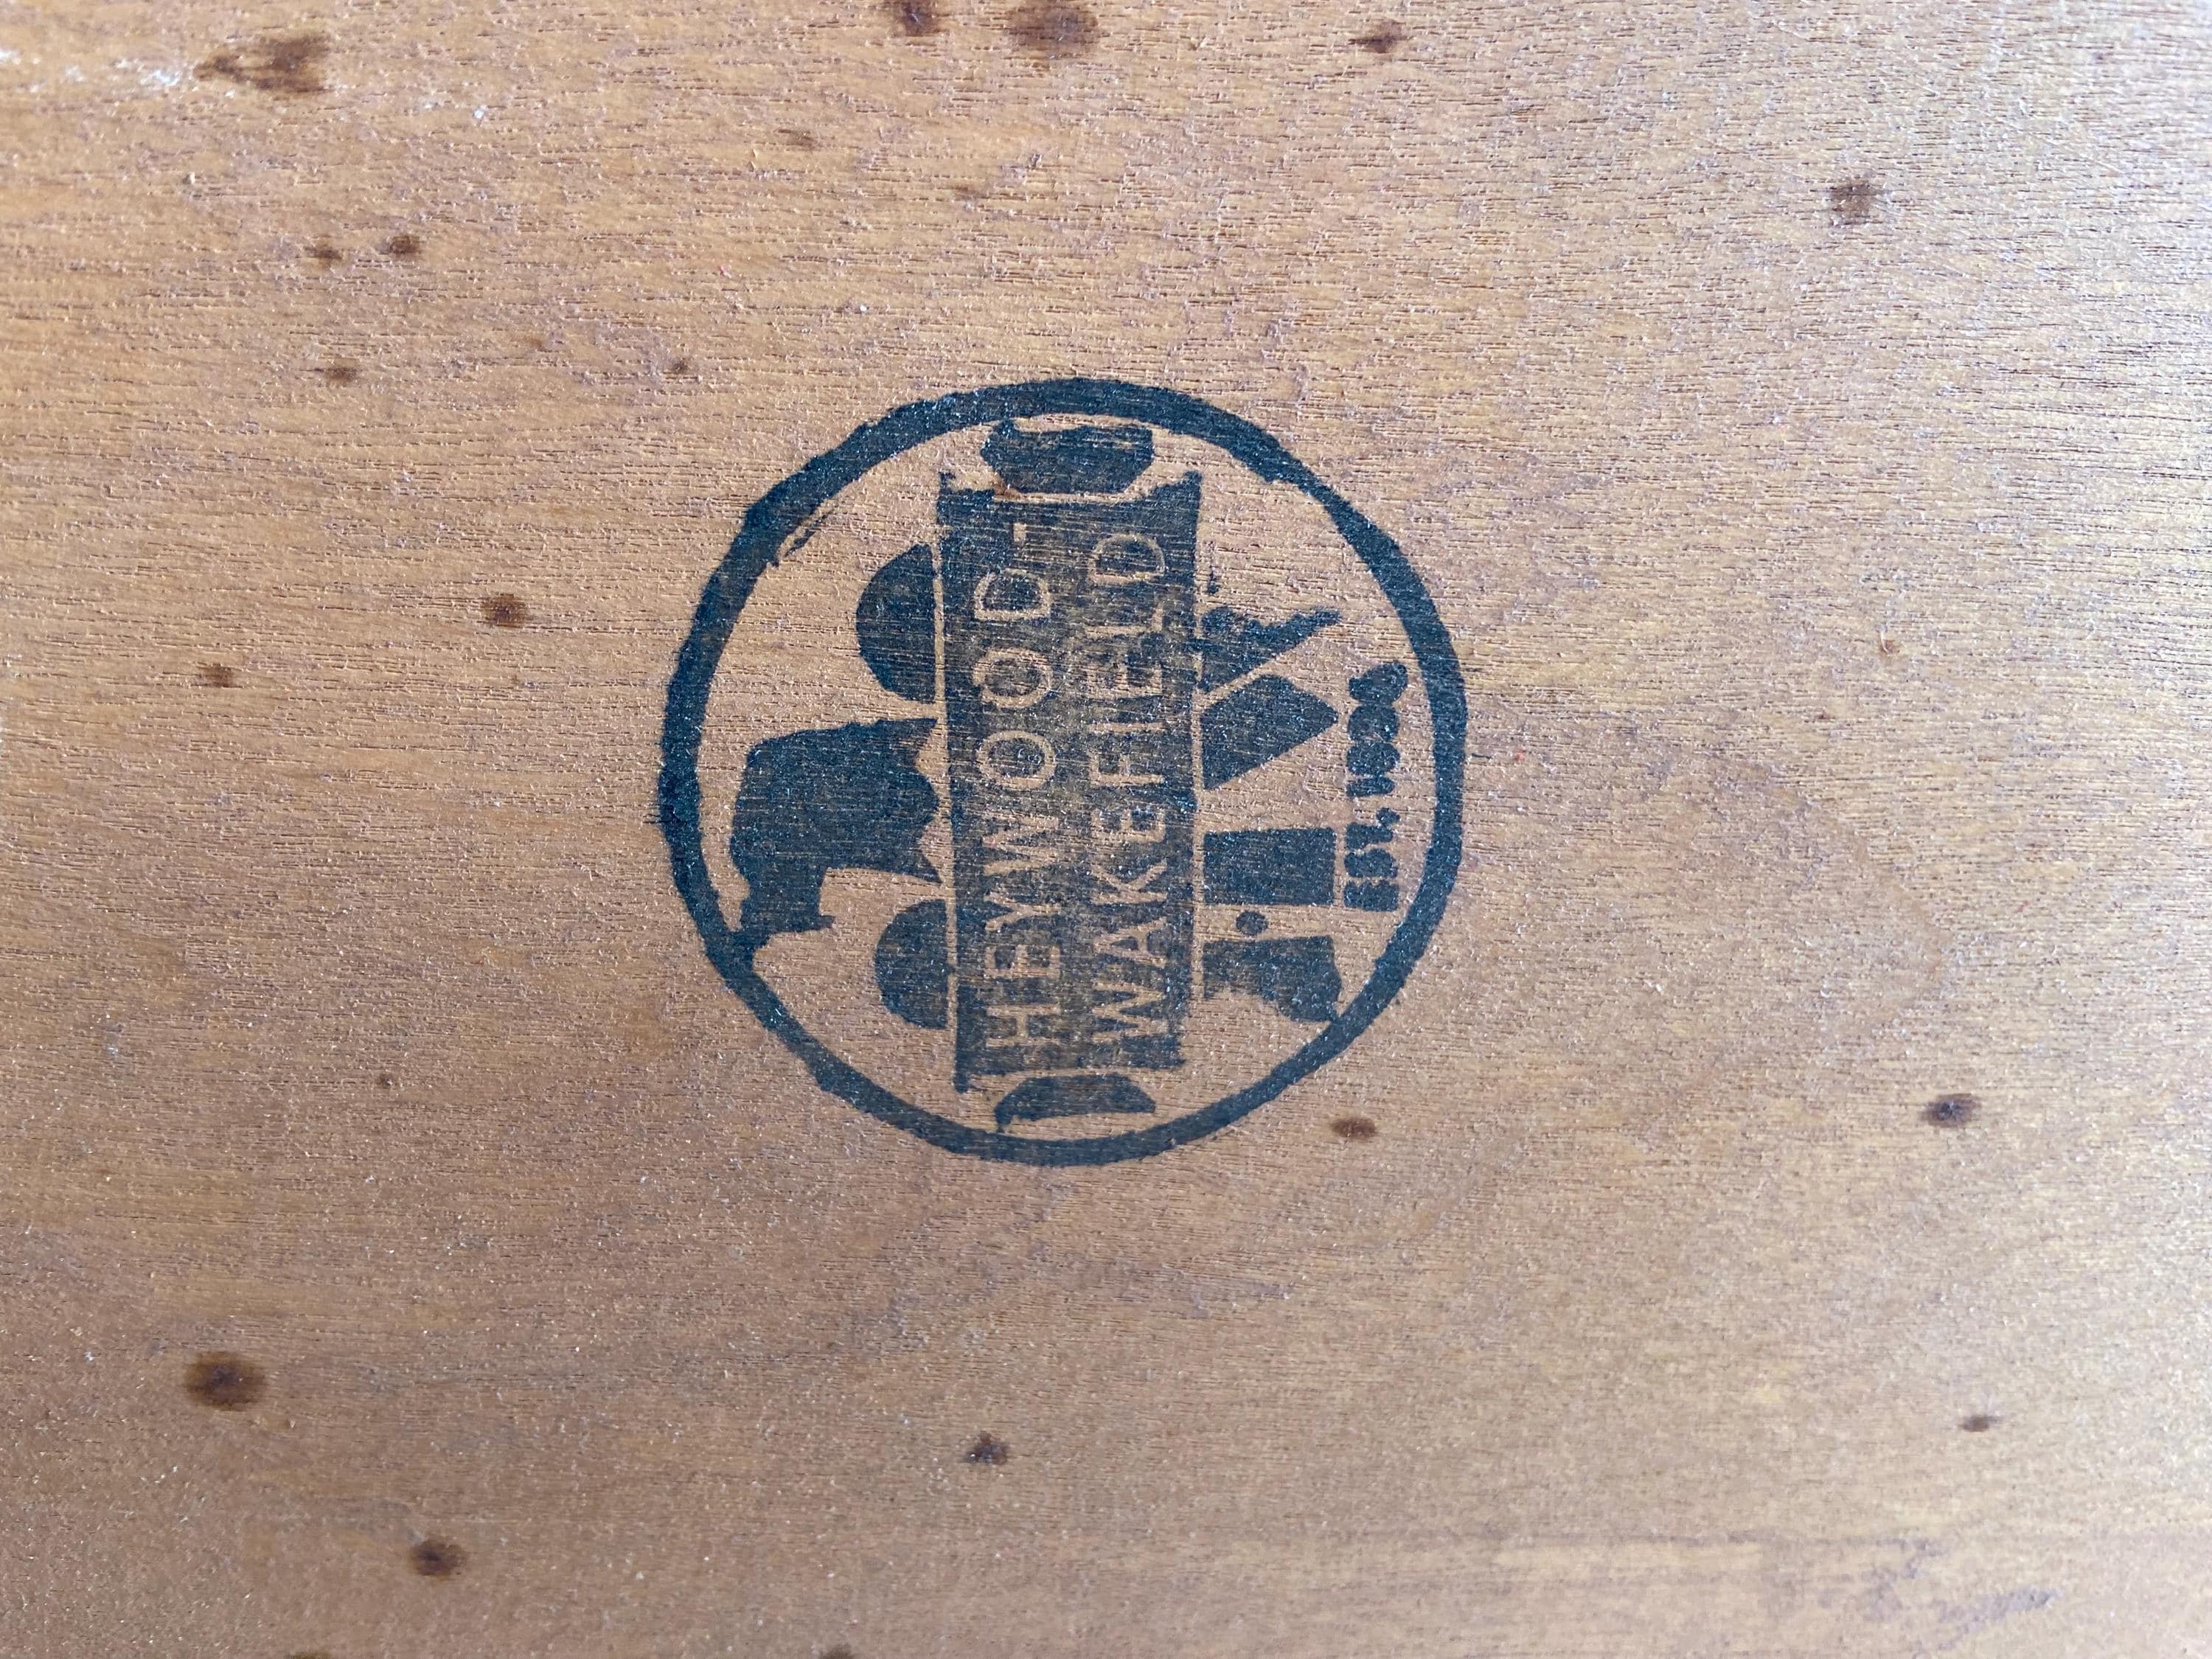 HEYWOOD-
WAKEFIELD
EST. 1826